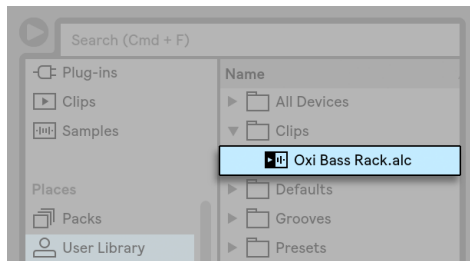 Search (Cmd + F)
Plug-ins
Clips
Samples
Places
Packs
User Library
Name
All Devices
Clips
Oxi Bass Rack.alc
Defaults
Grooves
Presets